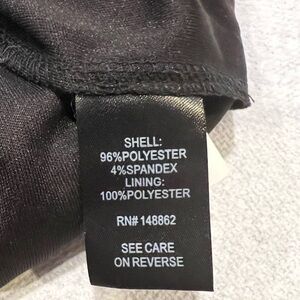 SHELL:
96%POLYESTER
4%SPANDEX
LINING:
100%POLYESTER
RN# 148862
SEE CARE
ON REVERSE